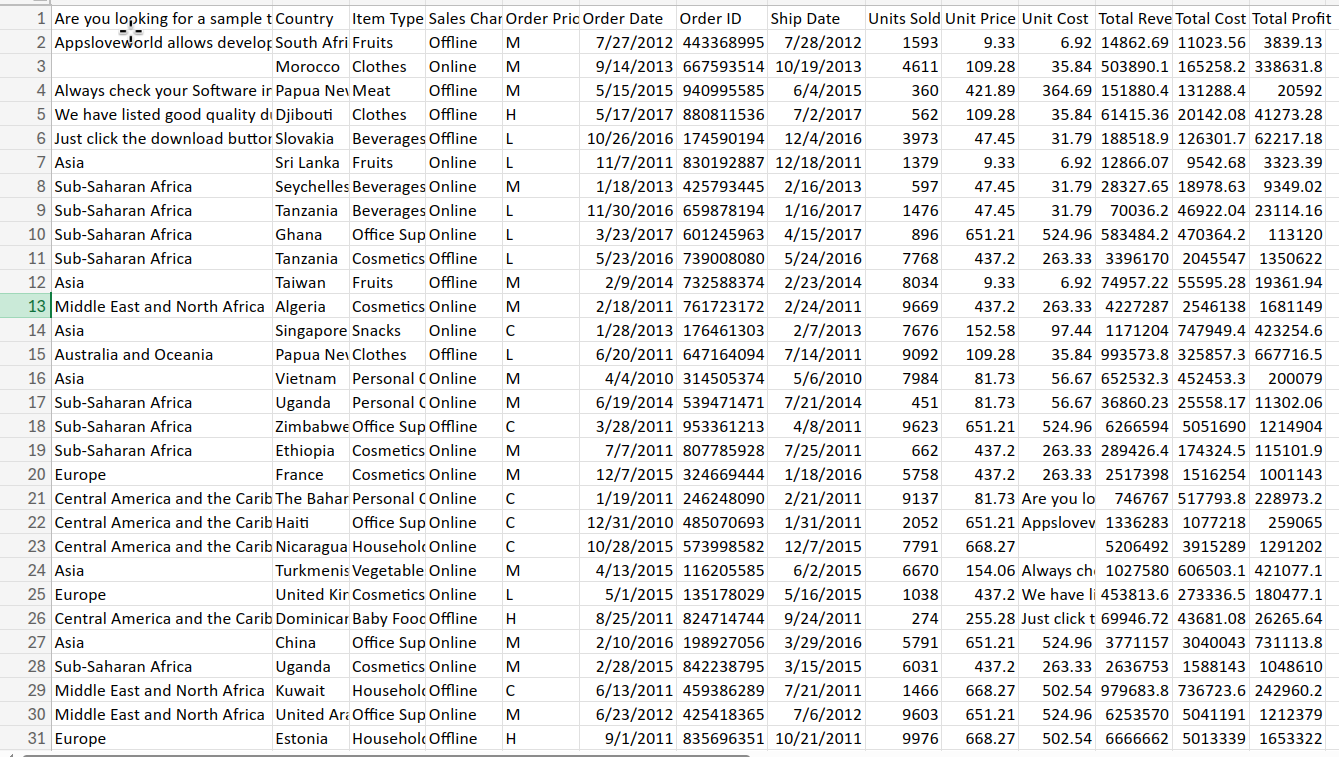 1 Are you looking for a sample t Country Item Type Sales Char Order Pric Order Date Order ID Ship Date Units Sold Unit Price Unit Cost Total Reve Total Cost Total Profit
2 Appsloveworld allows develop South Afri Fruits Offline M 7/27/2012 443368995 7/28/2012 1593 9.33 6.92 14862.69 11023.56 3839.13
3 Morocco Clothes Online M 9/14/2013 667593514 10/19/2013 4611 109.28 35.84 503890.1 165258.2 338631.8
4 Always check your Software in Papua New Meat Offline M 5/15/2015 940995585 6/4/2015 360 421.89 364.69 151880.4 131288.4 20592
5 We have listed good quality du Djibouti Clothes Offline H 5/17/2017 880811536 7/2/2017 562 109.28 35.84 61415.36 20142.08 41273.28
6 Just click the download button Slovakia Beverages Offline L 10/26/2016 174590194 12/4/2016 3973 47.45 31.79 188518.9 126301.7 62217.18
7 Asia Sri Lanka Fruits Online L 11/7/2011 830192887 12/18/2011 1379 9.33 6.92 12866.07 9542.68 3323.39
8 Sub-Saharan Africa Seychelles Beverages Online M 1/18/2013 425793445 2/16/2013 597 47.45 31.79 28327.65 18978.63 9349.02
9 Sub-Saharan Africa Tanzania Beverages Online L 11/30/2016 659878194 1/16/2017 1476 47.45 31.79 70036.2 46922.04 23114.16
10 Sub-Saharan Africa Ghana Office Sup Online L 3/23/2017 601245963 4/15/2017 896 651.21 524.96 583484.2 470364.2 113120
11 Sub-Saharan Africa Tanzania Cosmetics Offline L 5/23/2016 739008080 5/24/2016 7768 437.2 263.33 3396170 2045547 1350622
12 Asia Taiwan Fruits Offline M 2/9/2014 732588374 2/23/2014 8034 9.33 6.92 74957.22 55595.28 19361.94
13 Middle East and North Africa Algeria Cosmetics Online M 2/18/2011 761723172 2/24/2011 9669 437.2 263.33 4227287 2546138 1681149
14 Asia Singapore Snacks Online C 1/28/2013 176461303 2/7/2013 7676 152.58 97.44 1171204 747949.4 423254.6
15 Australia and Oceania Papua New Clothes Offline L 6/20/2011 647164094 7/14/2011 9092 109.28 35.84 993573.8 325857.3 667716.5
16 Asia Vietnam Personal C Online M 4/4/2010 314505374 5/6/2010 7984 81.73 56.67 652532.3 452453.3 200079
17 Sub-Saharan Africa Uganda Personal C Online M 6/19/2014 539471471 7/21/2014 451 81.73 56.67 36860.23 25558.17 11302.06
18 Sub-Saharan Africa Zimbabwe Office Sup Offline C 3/28/2011 953361213 4/8/2011 9623 651.21 524.96 6266594 5051690 1214904
19 Sub-Saharan Africa Ethiopia Cosmetics Online M 7/7/2011 807785928 7/25/2011 662 437.2 263.33 289426.4 174324.5 115101.9
20 Europe France Cosmetics Online M 12/7/2015 324669444 1/18/2016 5758 437.2 263.33 2517398 1516254 1001143
21 Central America and the Carib The Baham Personal C Online C 1/19/2011 246248090 2/21/2011 9137 81.73 Are you lo 746767 517793.8 228973.2
22 Central America and the Carib Haiti Office Sup Online C 12/31/2010 485070693 1/31/2011 2052 651.21 Appslovew 1336283 1077218 259065
23 Central America and the Carib Nicaragua Household Online C 10/28/2015 573998582 12/7/2015 7791 668.27 5206492 3915289 1291202
24 Asia Turkmenis Vegetable Online M 4/13/2015 116205585 6/2/2015 6670 154.06 Always che 1027580 606503.1 421077.1
25 Europe United Kin Cosmetics Online L 5/1/2015 135178029 5/16/2015 1038 437.2 We have li 453813.6 273336.5 180477.1
26 Central America and the Carib Dominican Baby Food Offline H 8/25/2011 824714744 9/24/2011 274 255.28 Just click t 69946.72 43681.08 26265.64
27 Asia China Office Sup Online M 2/10/2016 198927056 3/29/2016 5791 651.21 524.96 3771157 3040043 731113.8
28 Sub-Saharan Africa Uganda Cosmetics Online M 2/28/2015 842238795 3/15/2015 6031 437.2 263.33 2636753 1588143 1048610
29 Middle East and North Africa Kuwait Household Offline C 6/13/2011 459386289 7/21/2011 1466 668.27 502.54 979683.8 736723.6 242960.2
30 Middle East and North Africa United Ara Office Sup Online M 6/23/2012 425418365 7/6/2012 9603 651.21 524.96 6253570 5041191 1212379
31 Europe Estonia Household Offline H 9/1/2011 835696351 10/21/2011 9976 668.27 502.54 6666662 5013339 1653322